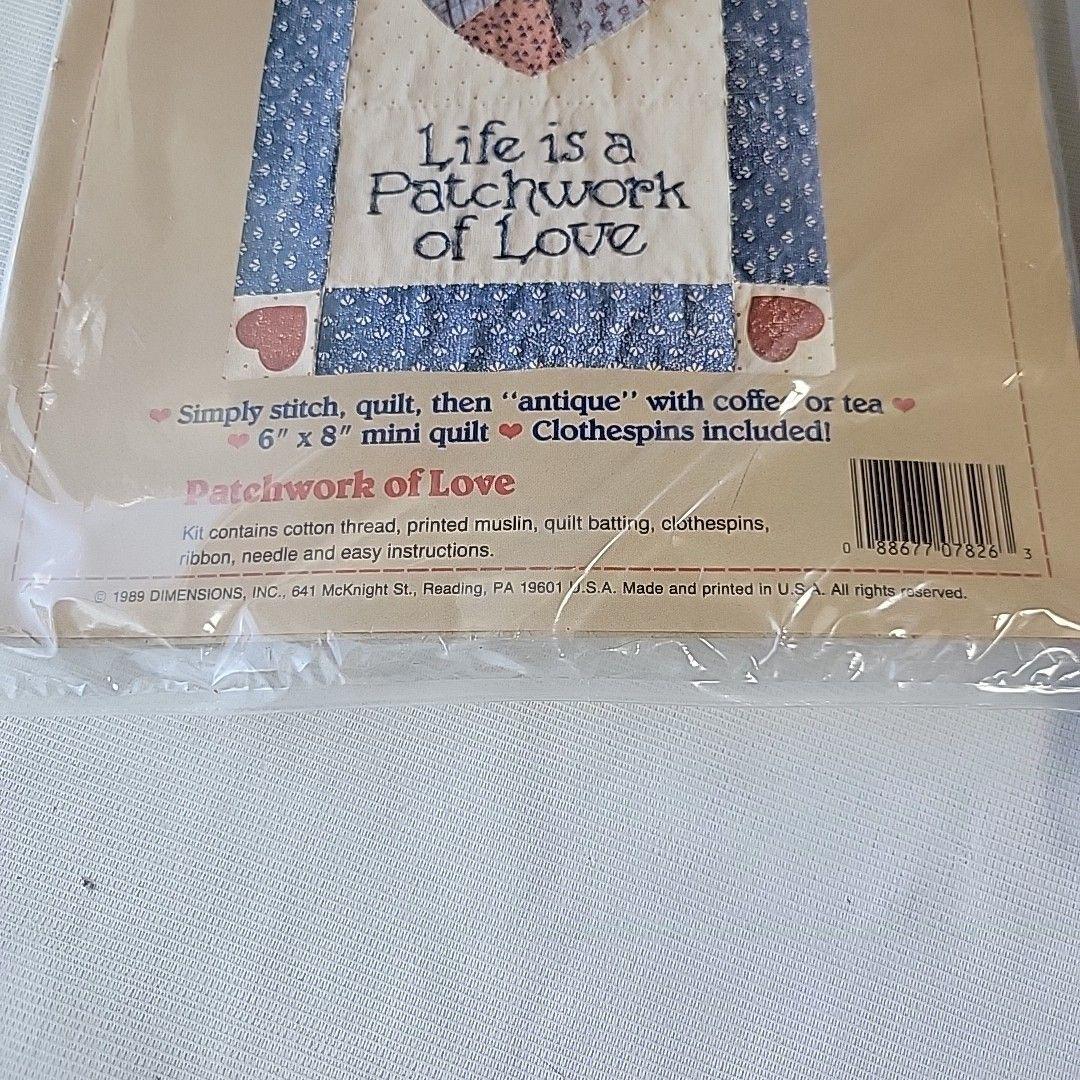 Life is a
Patchwork
of Love
Simply stitch, quilt, then "antique" with coffee or tea
6" x 8" mini quilt ❤ Clothespins included!
Patchwork of Love
Kit contains cotton thread, printed muslin, quilt batting, clothespins,
ribbon, needle and easy instructions.
0 88677 07826 3
© 1989 DIMENSIONS, INC., 641 McKnight St., Reading, PA 19601 U.S.A. Made and printed in U.S.A. All rights reserved.